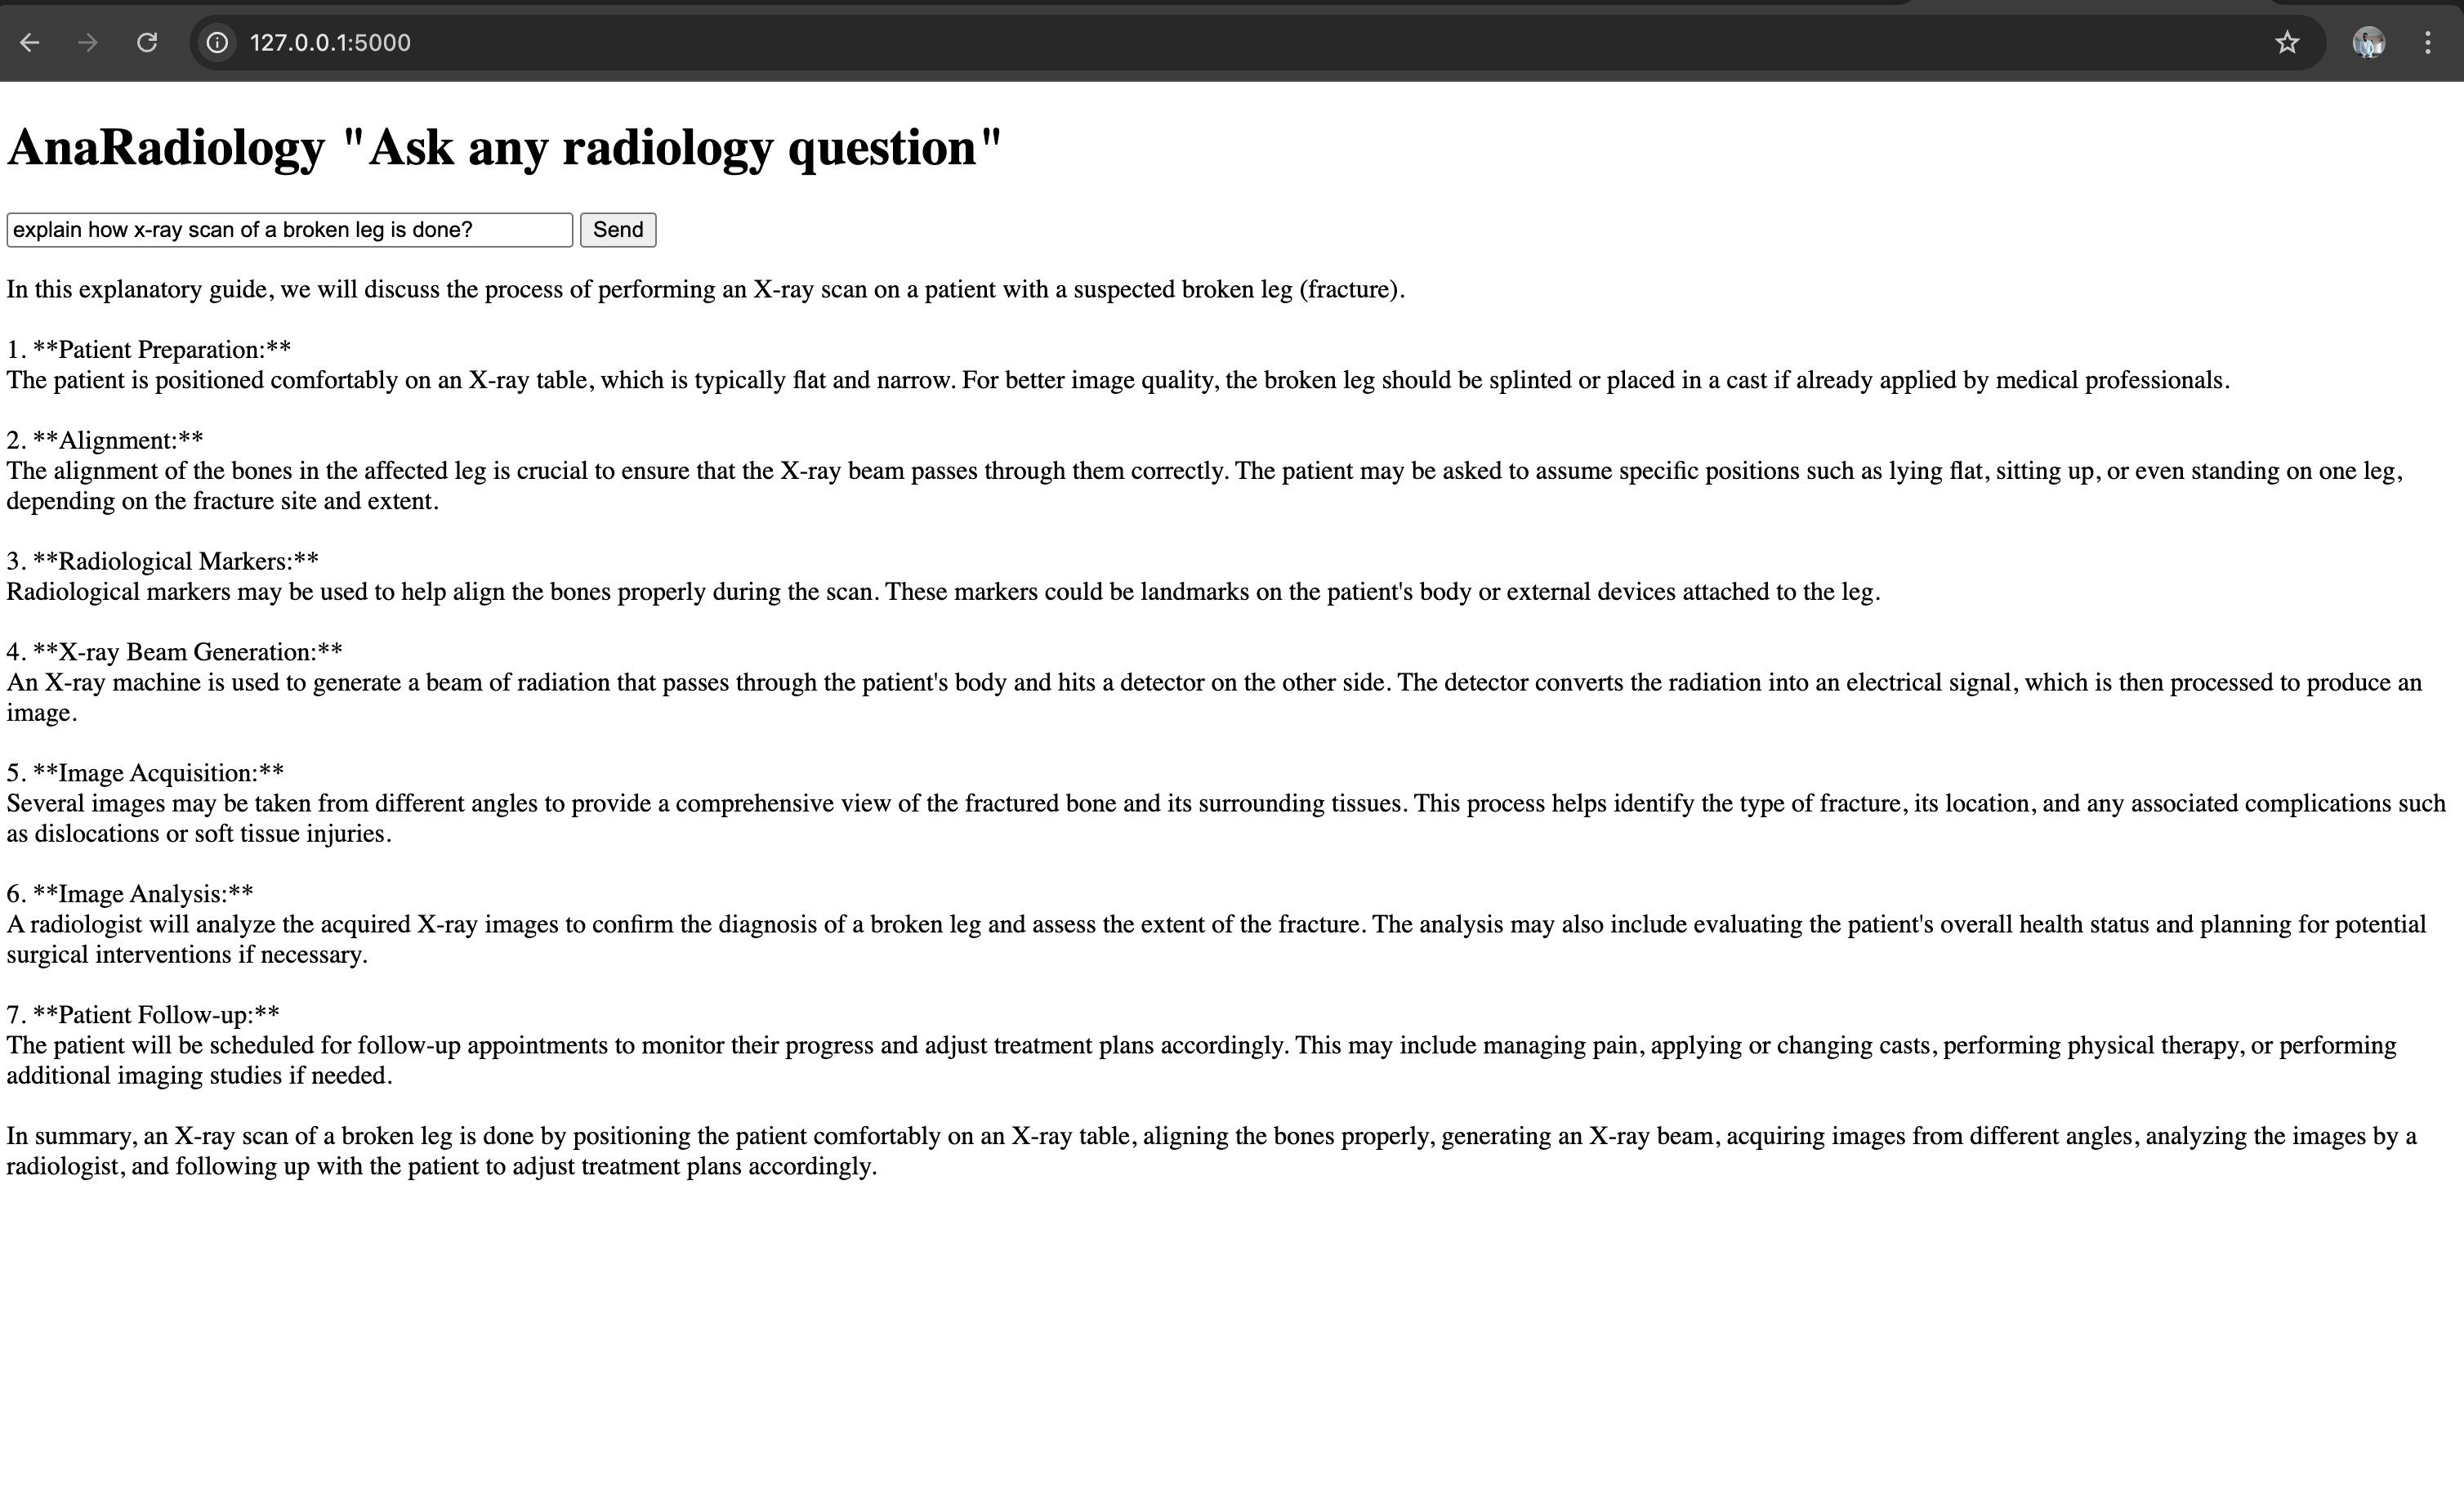 127.0.0.1:5000
AnaRadiology "Ask any radiology question"
explain how x-ray scan of a broken leg is done? Send
In this explanatory guide, we will discuss the process of performing an X-ray scan on a patient with a suspected broken leg (fracture).
1. **Patient Preparation:**
The patient is positioned comfortably on an X-ray table, which is typically flat and narrow. For better image quality, the broken leg should be splinted or placed in a cast if already applied by medical professionals.
2. **Alignment:**
The alignment of the bones in the affected leg is crucial to ensure that the X-ray beam passes through them correctly. The patient may be asked to assume specific positions such as lying flat, sitting up, or even standing on one leg,
depending on the fracture site and extent.
3. **Radiological Markers:**
Radiological markers may be used to help align the bones properly during the scan. These markers could be landmarks on the patient's body or external devices attached to the leg.
4. **X-ray Beam Generation:**
An X-ray machine is used to generate a beam of radiation that passes through the patient's body and hits a detector on the other side. The detector converts the radiation into an electrical signal, which is then processed to produce an
image.
5. **Image Acquisition:**
Several images may be taken from different angles to provide a comprehensive view of the fractured bone and its surrounding tissues. This process helps identify the type of fracture, its location, and any associated complications such
as dislocations or soft tissue injuries.
6. **Image Analysis:**
A radiologist will analyze the acquired X-ray images to confirm the diagnosis of a broken leg and assess the extent of the fracture. The analysis may also include evaluating the patient's overall health status and planning for potential
surgical interventions if necessary.
7. **Patient Follow-up:**
The patient will be scheduled for follow-up appointments to monitor their progress and adjust treatment plans accordingly. This may include managing pain, applying or changing casts, performing physical therapy, or performing
additional imaging studies if needed.
In summary, an X-ray scan of a broken leg is done by positioning the patient comfortably on an X-ray table, aligning the bones properly, generating an X-ray beam, acquiring images from different angles, analyzing the images by a
radiologist, and following up with the patient to adjust treatment plans accordingly.